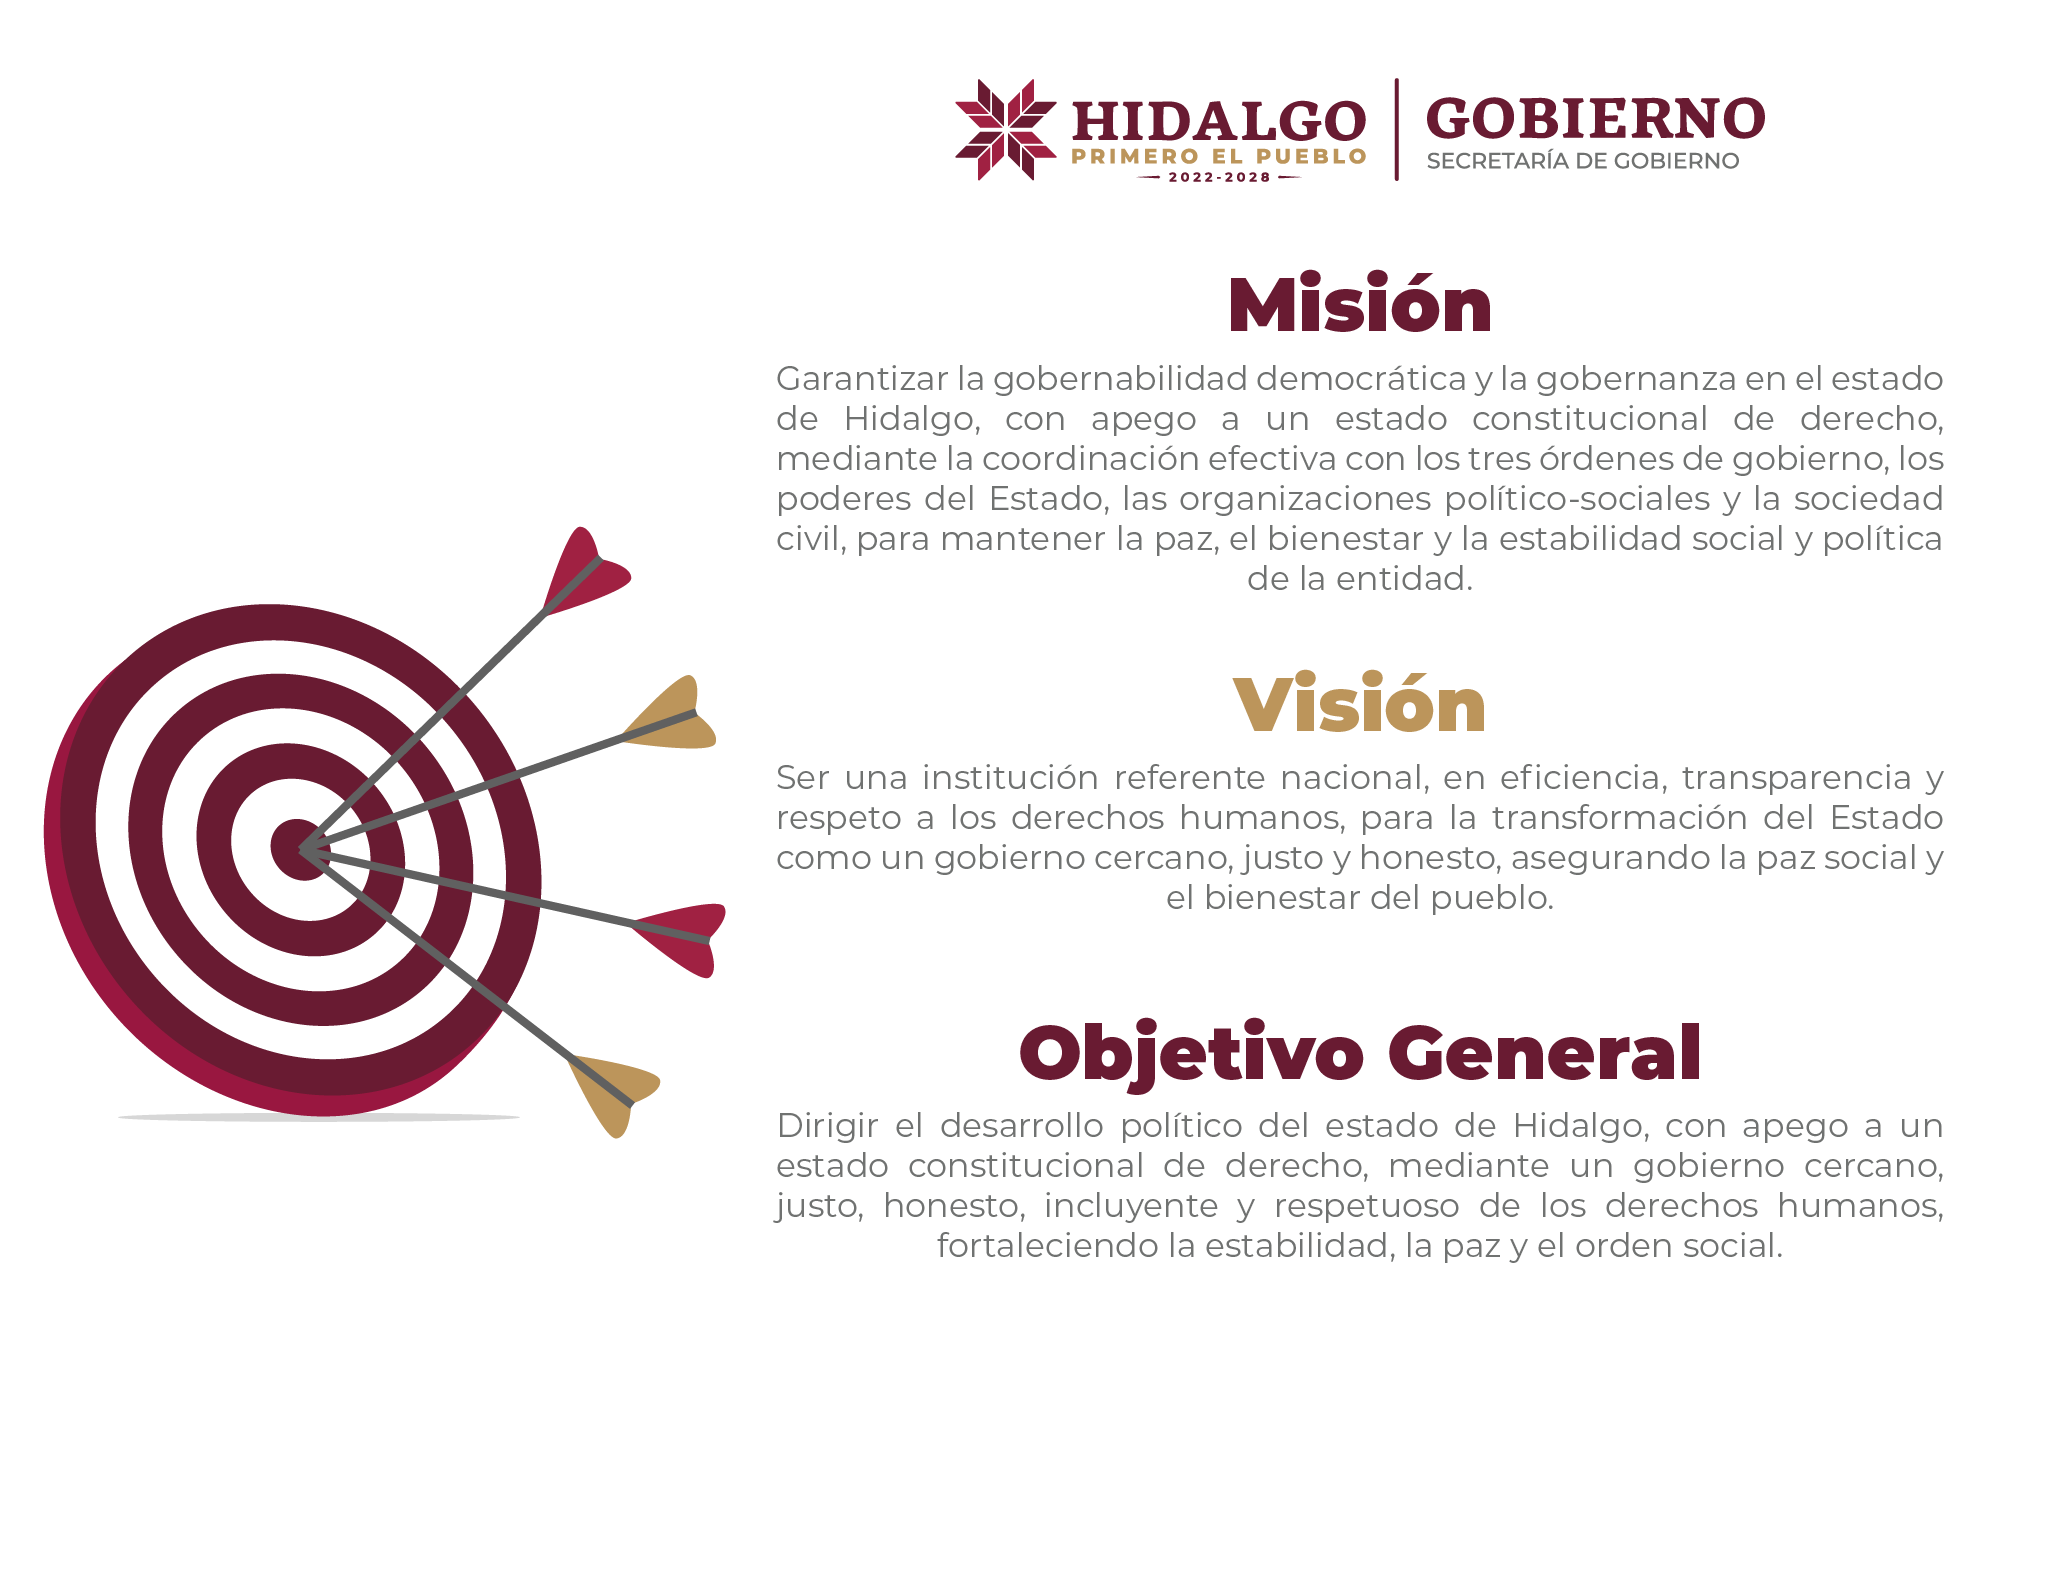 HIDALGO
PRIMERO EL PUEBLO
2022-2028
GOBIERNO
SECRETARÍA DE GOBIERNO
Misión
Garantizar la gobernabilidad democrática y la gobernanza en el estado
de Hidalgo, con apego a un estado constitucional de derecho,
mediante la coordinación efectiva con los tres órdenes de gobierno, los
poderes del Estado, las organizaciones político-sociales y la sociedad
civil, para mantener la paz, el bienestar y la estabilidad social y política
de la entidad.
Visión
Ser una institución referente nacional, en eficiencia, transparencia y
respeto a los derechos humanos, para la transformación del Estado
como un gobierno cercano, justo y honesto, asegurando la paz social y
el bienestar del pueblo.
Objetivo General
Dirigir el desarrollo político del estado de Hidalgo, con apego a un
estado constitucional de derecho, mediante un gobierno cercano,
justo, honesto, incluyente y respetuoso de los derechos humanos,
fortaleciendo la estabilidad, la paz y el orden social.